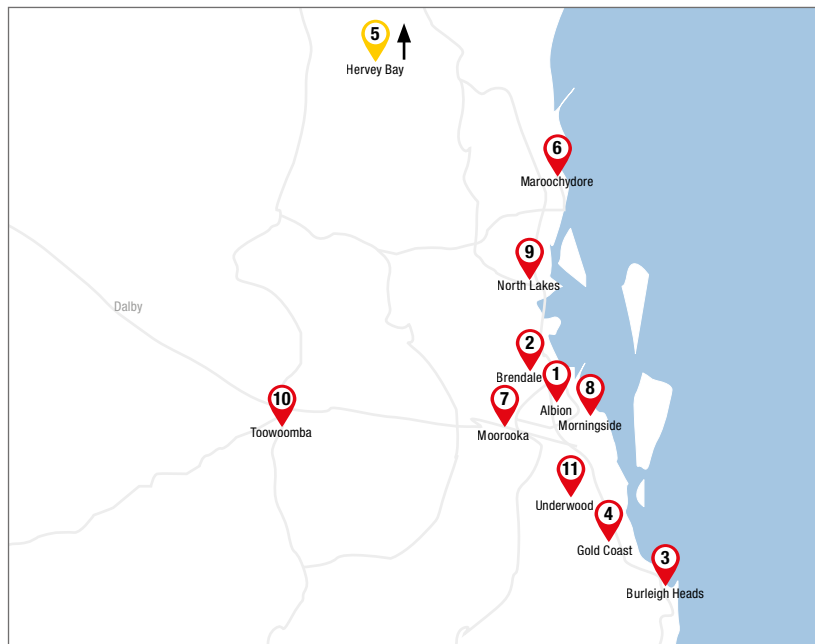 5
Hervey Bay
6
Maroochydore
9
North Lakes
Dalby
2
Brendale
1
Albion
8
Morningside
10
Toowoomba
7
Moorooka
11
Underwood
4
Gold Coast
3
Burleigh Heads